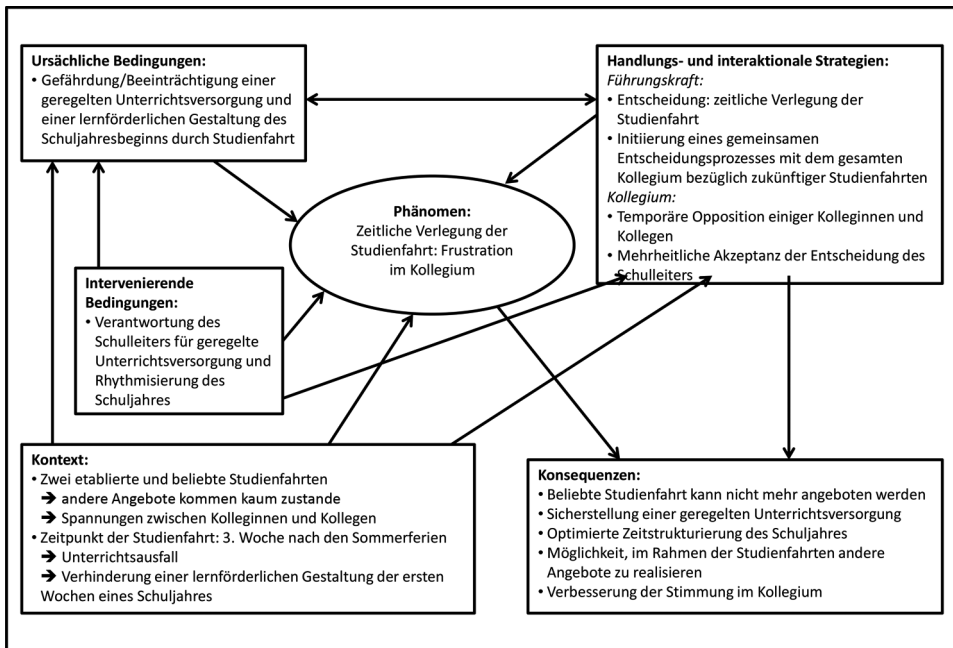 Ursächliche Bedingungen:
• Gefährdung/Beeinträchtigung einer
geregelten Unterrichtsversorgung und
einer lernförderlichen Gestaltung des
Schuljahresbeginns durch Studienfahrt
Handlungs- und interaktionale Strategien:
Führungskraft:
• Entscheidung: zeitliche Verlegung der
Studienfahrt
• Initiierung eines gemeinsamen
Entscheidungsprozesses mit dem gesamten
Kollegium bezüglich zukünftiger Studienfahrten
Kollegium:
• Temporäre Opposition einiger Kolleginnen und
Kollegen
• Mehrheitliche Akzeptanz der Entscheidung des
Schulleiters
Phänomen:
Zeitliche Verlegung der
Studienfahrt: Frustration
im Kollegium
Intervenierende
Bedingungen:
• Verantwortung des
Schulleiters für geregelte
Unterrichtsversorgung und
Rhythmisierung des
Schuljahres
Kontext:
• Zwei etablierte und beliebte Studienfahrten
➔ andere Angebote kommen kaum zustande
➔ Spannungen zwischen Kolleginnen und Kollegen
• Zeitpunkt der Studienfahrt: 3. Woche nach den Sommerferien
➔ Unterrichtsausfall
➔ Verhinderung einer lernförderlichen Gestaltung der ersten
Wochen eines Schuljahres
Konsequenzen:
• Beliebte Studienfahrt kann nicht mehr angeboten werden
• Sicherstellung einer geregelten Unterrichtsversorgung
• Optimierte Zeitstrukturierung des Schuljahres
• Möglichkeit, im Rahmen der Studienfahrten andere
Angebote zu realisieren
• Verbesserung der Stimmung im Kollegium